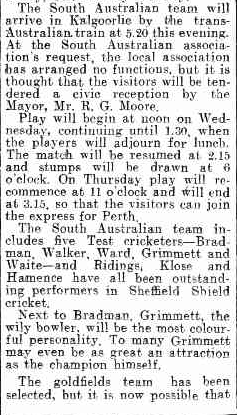 The South Australian team will
arrive in Kalgoorlie by the trans-
Australian train at 5.20 this evening.
At the South Australian associa-
tion's request, the local association
has arranged no functions, but it is
thought that the visitors will be ten-
dered a civic reception by the
Mayor, Mr. R. G. Moore.
Play will begin at noon on Wed-
nesday, continuing until 1.30, when
the players will adjourn for lunch.
The match will be resumed at 2.15
and stumps will be drawn at 6
o'clock. On Thursday play will re-
commence at 11 o'clock and will end
at 3.15, so that the visitors can join
the express for Perth.
The South Australian team in-
cludes five Test cricketers—Brad-
man, Walker, Ward, Grimmett and
Waite—and Ridings, Klose and
Hamence have all been outstand-
ing performers in Sheffield Shield
cricket.
Next to Bradman, Grimmett, the
wily bowler, will be the most colour-
ful personality. To many Grimmett
may even be as great an attraction
as the champion himself.
The goldfields team has been
selected, but it is now possible that